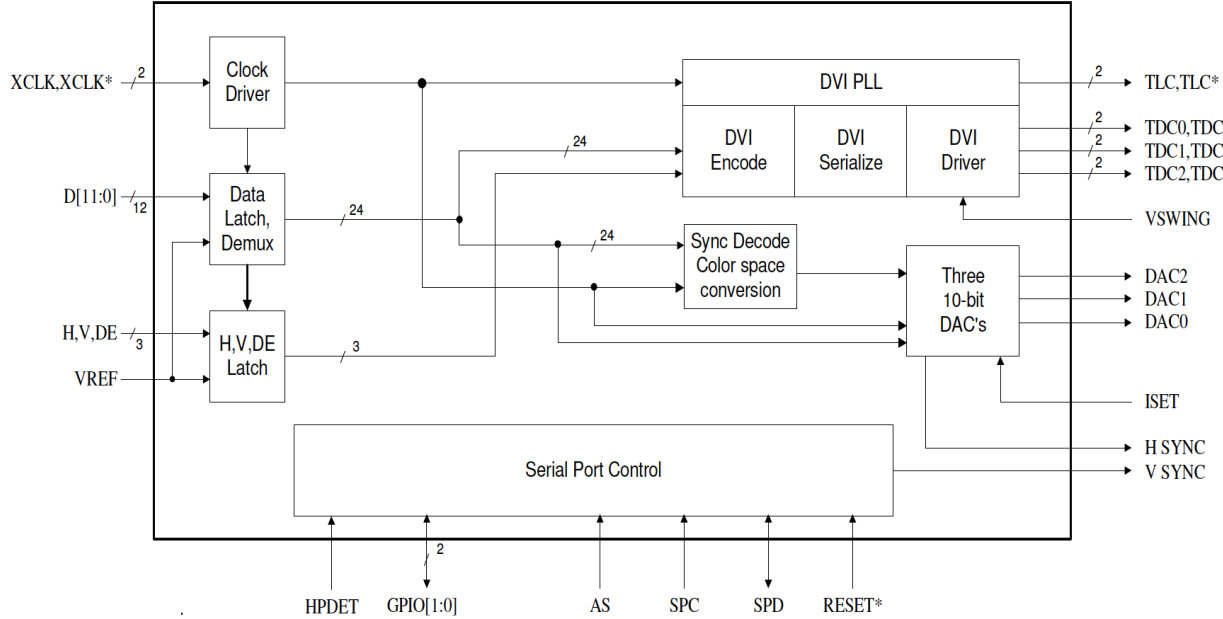 XCLK,XCLK*
2
Clock
Driver
DVI PLL
2
TLC,TLC*
DVI
Encode
DVI
Serialize
DVI
Driver
2
TDC0,TDC
2
TDC1,TDC
2
TDC2,TDC
24
D[11:0]
12
Data
Latch,
Demux
24
VSWING
24
Sync Decode
Color space
conversion
Three
10-bit
DAC's
DAC2
DAC1
DAC0
H,V,DE
3
H,V,DE
Latch
3
VREF
ISET
H SYNC
V SYNC
Serial Port Control
2
HPDET
GPIO[1:0]
AS
SPC
SPD
RESET*
.